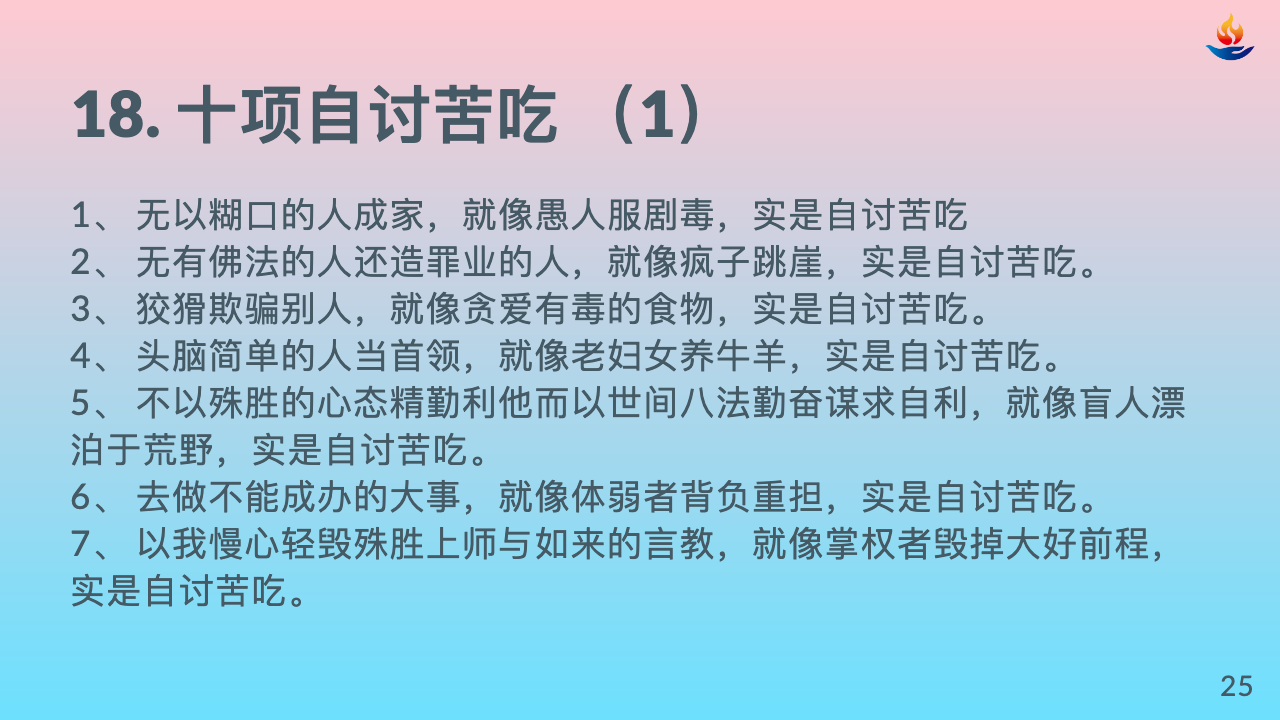 18. 十项自讨苦吃 （1）
1、 无以糊口的人成家，就像愚人服剧毒，实是自讨苦吃
2、 无有佛法的人还造罪业的人，就像疯子跳崖，实是自讨苦吃。
3、 狡猾欺骗别人，就像贪爱有毒的食物，实是自讨苦吃。
4、 头脑简单的人当首领，就像老妇女养牛羊，实是自讨苦吃。
5、 不以殊胜的心态精勤利他而以世间八法勤奋谋求自利，就像盲人漂
泊于荒野，实是自讨苦吃。
6、 去做不能成办的大事，就像体弱者背负重担，实是自讨苦吃。
7、 以我慢心轻毁殊胜上师与如来的言教，就像掌权者毁掉大好前程，
实是自讨苦吃。
25